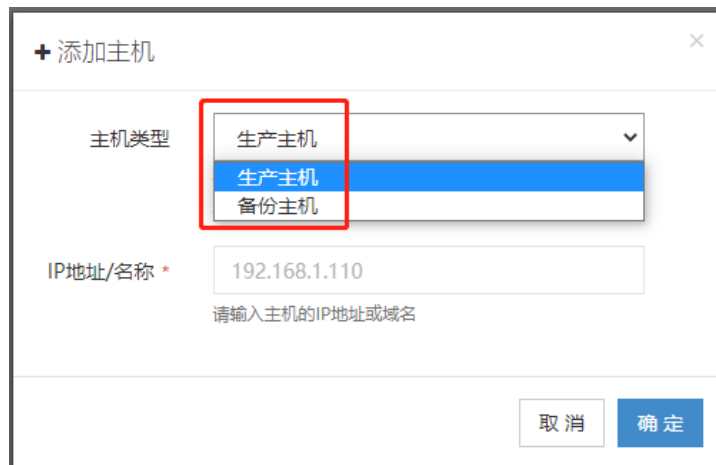 添加主机
主机类型
生产主机
生产主机
备份主机
IP地址/名称 *
192.168.1.110
请输入主机的IP地址或域名
取消
确定